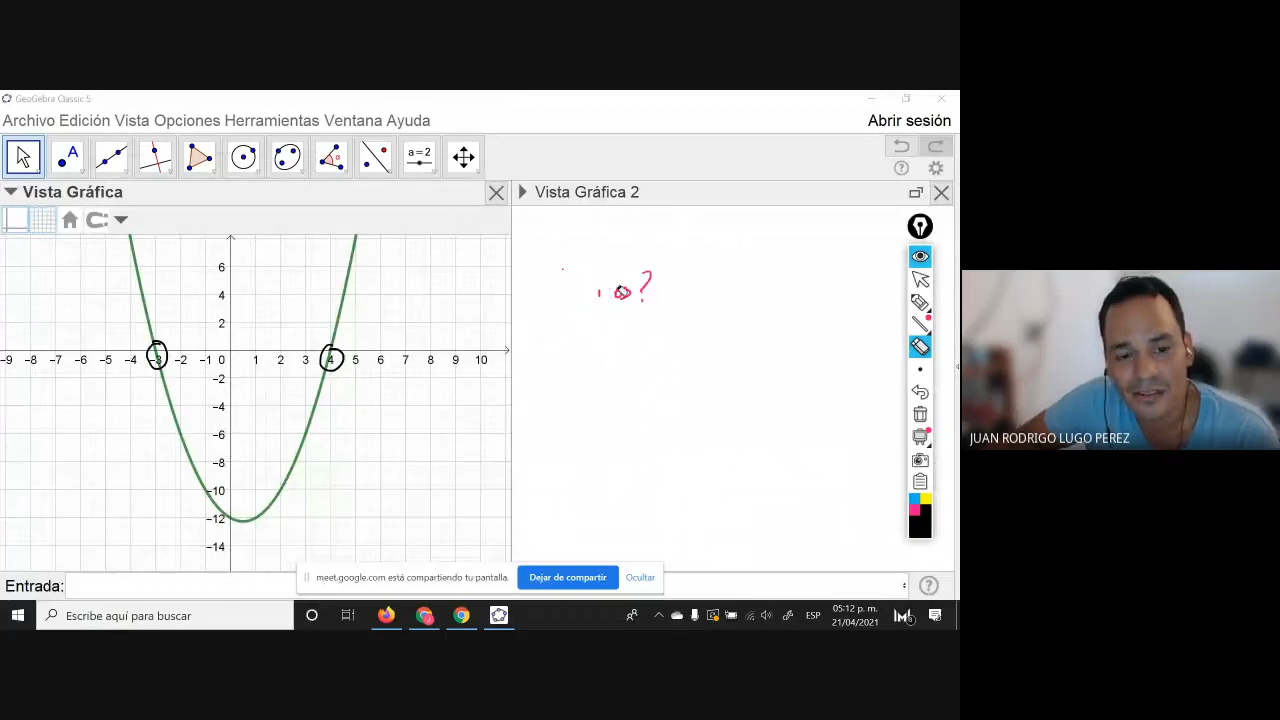 GeoGebra Classic 5
Archivo Edición Vista Opciones Herramientas Ventana Ayuda
Abrir sesión
A
α
a = 2
Vista Gráfica
Vista Gráfica 2
6
4
2
-9 -8 -7 -6 -5 -4 -3 -2 -1 0 0 1 2 3 4 5 6 7 8 9 10
-2
-4
-6
-8
-10
-12
-14
?
JUAN RODRIGO LUGO PEREZ
meet.google.com está compartiendo tu pantalla.
Dejar de compartir
Ocultar
Entrada:
Escribe aquí para buscar
ESP
05:12 p. m.
21/04/2021